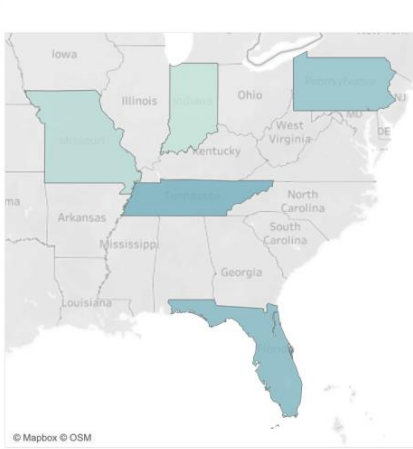 Iowa
Illinois
Indiana
Ohio
Pennsylvania
NJ
MD
DE
West
Virginia
Missouri
Kentucky
Tennessee
North
Carolina
ma
Arkansas
South
Carolina
Mississippi
Georgia
Louisiana
Florida
© Mapbox © OSM